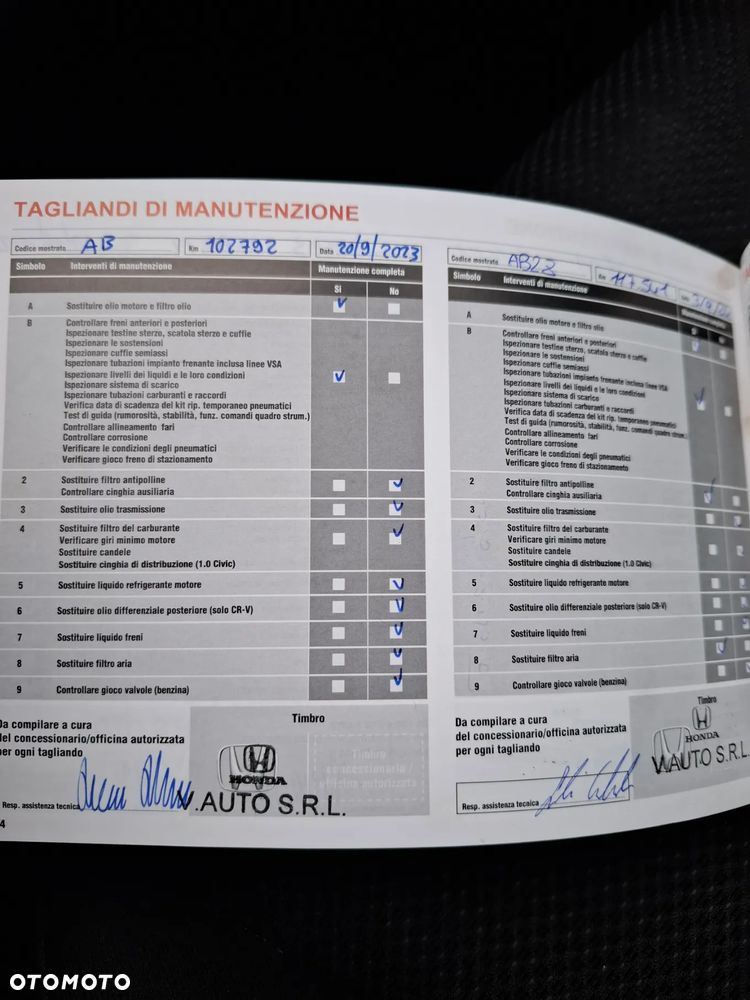 TAGLIANDI DI MANUTENZIONE
Codice mostrato AB Km 102792 Data 20/9/2023
Simbolo Interventi di manutenzione Manutenzione completa
Si No
A Sostituire olio motore e filtro olio
B Controllare freni anteriori e posteriori
Ispezionare testine sterzo, scatola sterzo e cuffie
Ispezionare le sospensioni
Ispezionare cuffie semiassi
Ispezionare tubazioni impianto frenante inclusa linee VSA
Ispezionare livelli dei liquidi e le loro condizioni
Ispezionare sistema di scarico
Ispezionare tubazioni carburanti e raccordi
Verifica data di scadenza del kit rip. temporaneo pneumatici
Test di guida (rumorosità, stabilità, funz. comandi quadro strum.)
Controllare allineamento fari
Controllare corrosione
Verificare le condizioni degli pneumatici
Verificare gioco freno di stazionamento
2 Sostituire filtro antipolline
Controllare cinghia ausiliaria
3 Sostituire olio trasmissione
4 Sostituire filtro del carburante
Verificare giri minimo motore
Sostituire candele
Sostituire cinghia di distribuzione (1.0 Civic)
5 Sostituire liquido refrigerante motore
6 Sostituire olio differenziale posteriore (solo CR-V)
7 Sostituire liquido freni
8 Sostituire filtro aria
9 Controllare gioco valvole (benzina)
Da compilare a cura
del concessionario/officina autorizzata
per ogni tagliando
Timbro
Timbro
concessionaria /
officina autorizzata
HONDA
V.AUTO S.R.L.
Resp. assistenza tecnica
4
Codice mostrato AB28 Km
Simbolo Interventi di manutenzione
A Sostituire olio motore e filtro olio
B Controllare freni anteriori e posteriori
Ispezionare testine sterzo, scatola sterzo e cuffie
Ispezionare le sospensioni
Ispezionare cuffie semiassi
Ispezionare tubazioni impianto frenante inclusa linee VSA
Ispezionare livelli dei liquidi e le loro condizioni
Ispezionare sistema di scarico
Ispezionare tubazioni carburanti e raccordi
Verifica data di scadenza del kit rip. temporaneo pneumatici
Test di guida (rumorosità, stabilità, funz. comandi quadro strum.)
Controllare allineamento fari
Controllare corrosione
Verificare le condizioni degli pneumatici
Verificare gioco freno di stazionamento
2 Sostituire filtro antipolline
Controllare cinghia ausiliaria
3 Sostituire olio trasmissione
4 Sostituire filtro del carburante
Verificare giri minimo motore
Sostituire candele
Sostituire cinghia di distribuzione (1.0 Civic)
5 Sostituire liquido refrigerante motore
6 Sostituire olio differenziale posteriore (solo CR-V)
7 Sostituire liquido freni
8 Sostituire filtro aria
9 Controllare gioco valvole (benzina)
Da compilare a cura
del concessionario/officina autorizzata
per ogni tagliando
Timbro
HONDA
V.AUTO S.R.L.
Resp. assistenza tecnica
OTOMOTO